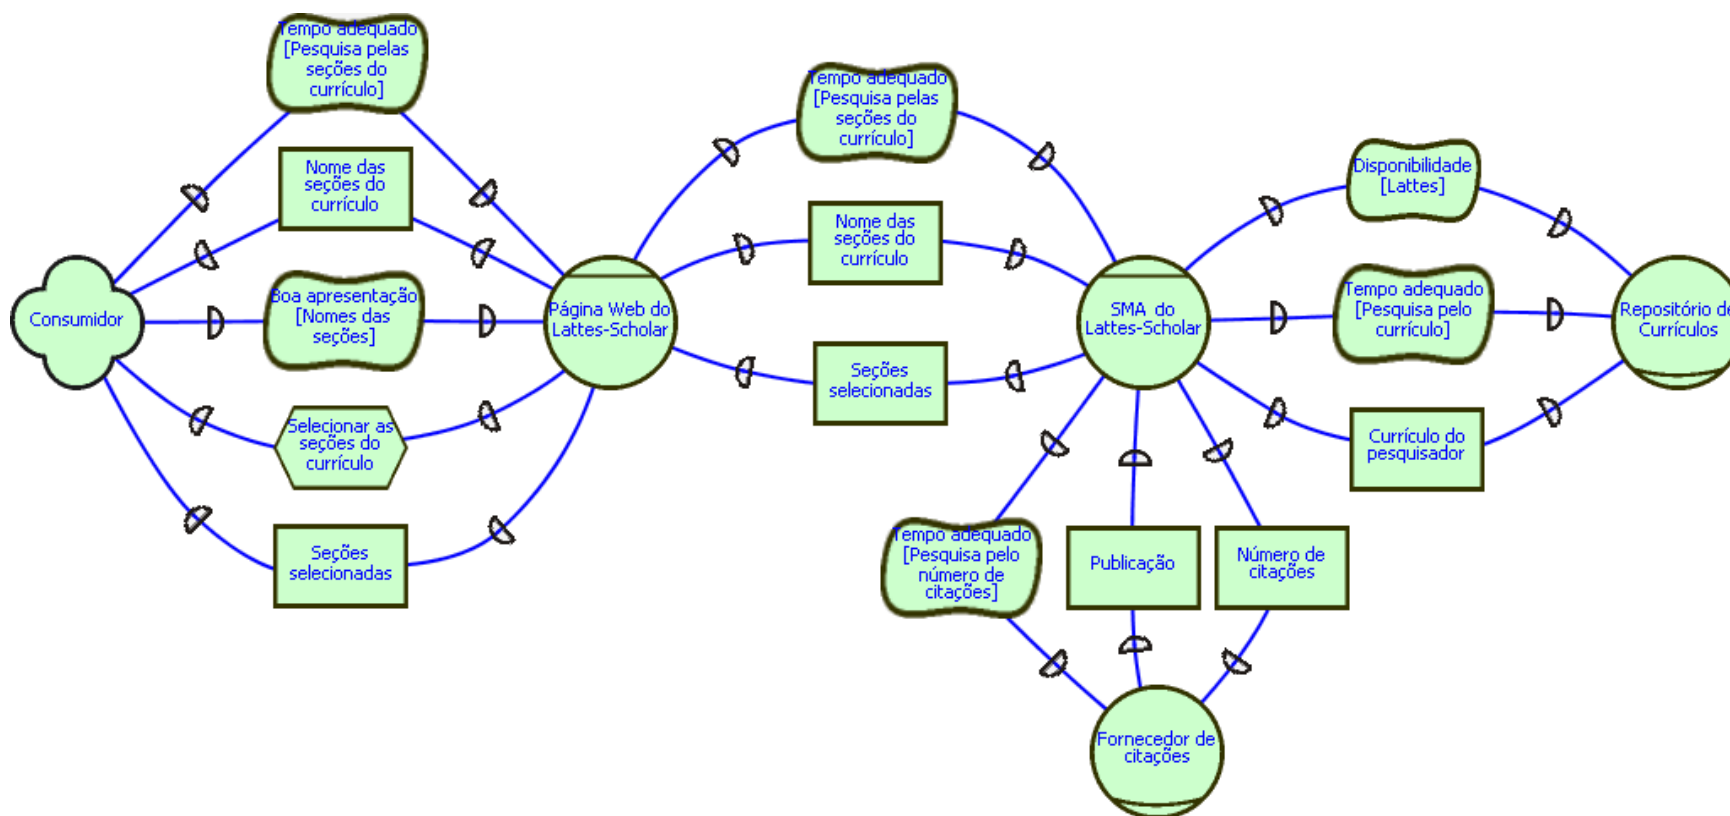 Tempo adequado
[Pesquisa pelas
seções do
currículo]
Nome das
seções do
currículo
Boa apresentação
[Nomes das
seções]
Consumidor
Selecionar as
seções do
currículo
Seções
selecionadas
Página Web do
Lattes-Scholar
Tempo adequado
[Pesquisa pelas
seções do
currículo]
Nome das
seções do
currículo
Seções
selecionadas
SMA do
Lattes-Scholar
Disponibilidade
[Lattes]
Tempo adequado
[Pesquisa pelo
currículo]
Currículo do
pesquisador
Repositório de
Currículos
Tempo adequado
[Pesquisa pelo
número de
citações]
Publicação
Número de
citações
Fornecedor de
citações